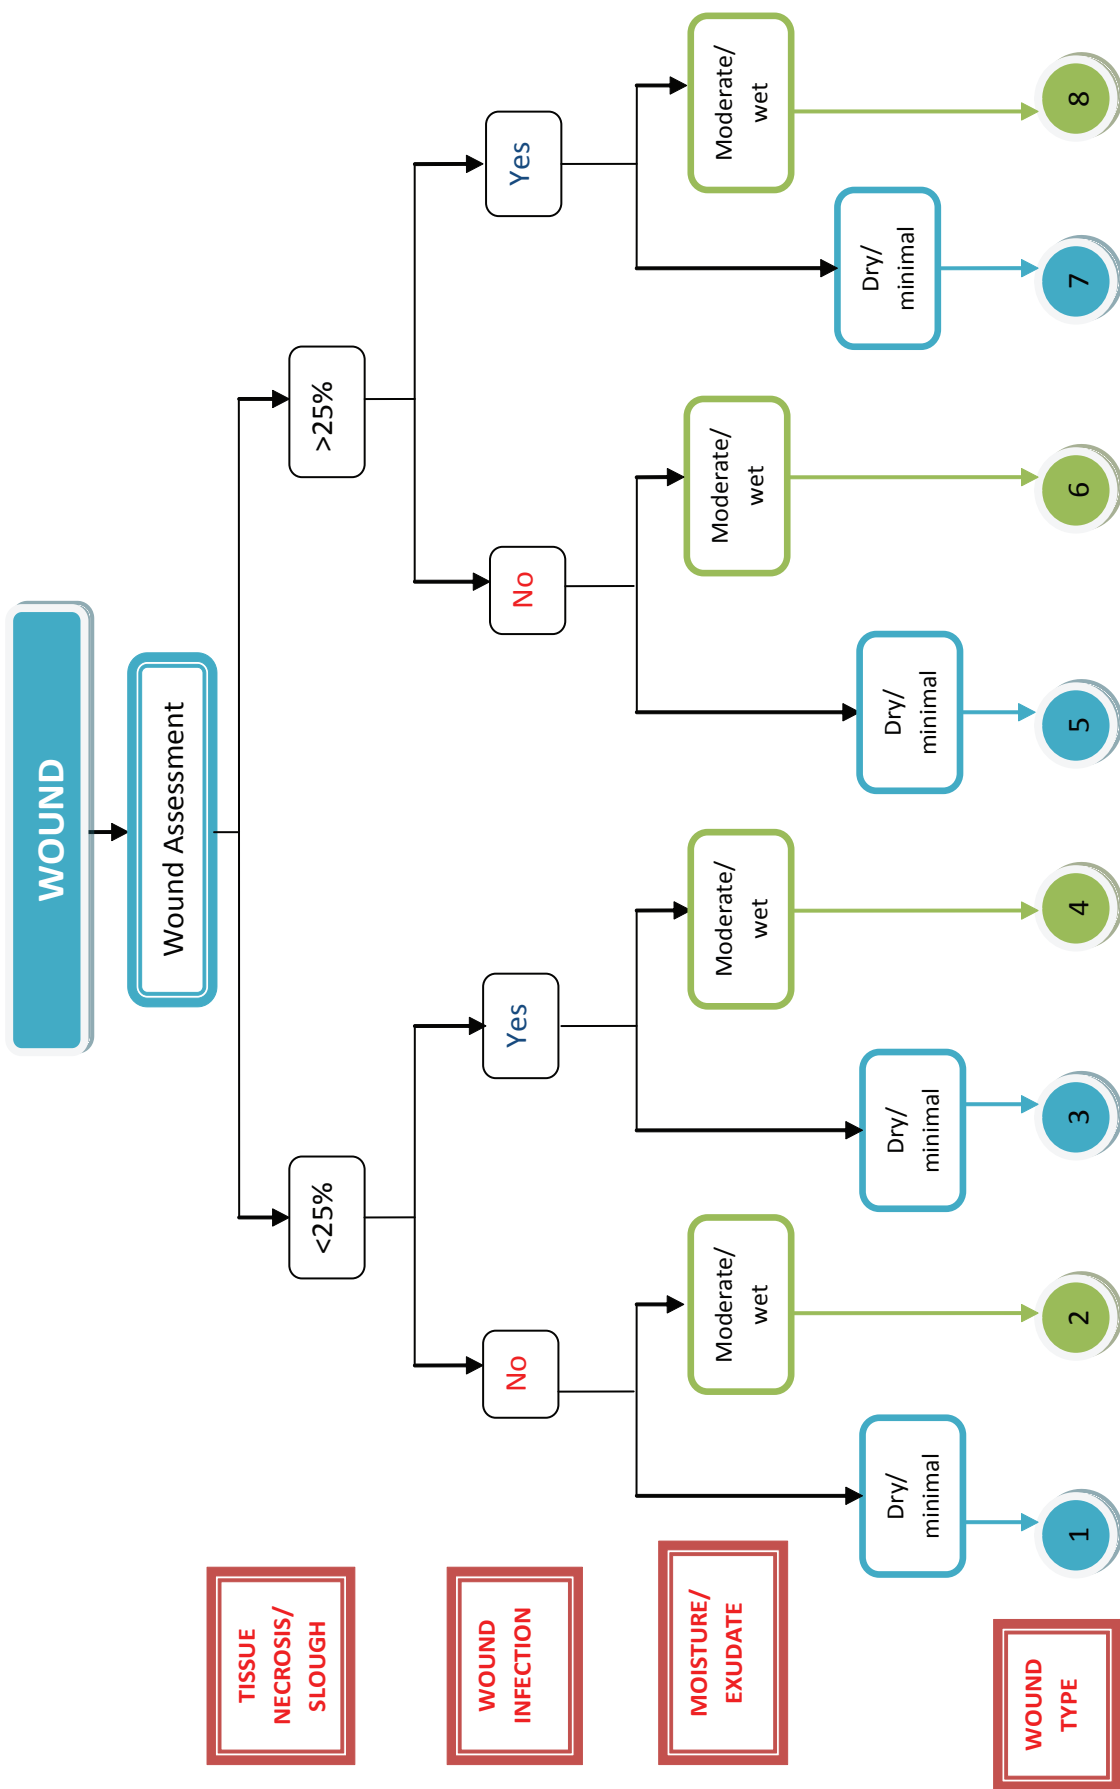 WOUND
Wound Assessment
TISSUE
NECROSIS/
SLOUGH
<25%
>25%
WOUND
INFECTION
No
Yes
No
Yes
MOISTURE/
EXUDATE
Dry/
minimal
Moderate/
wet
Dry/
minimal
Moderate/
wet
Dry/
minimal
Moderate/
wet
Dry/
minimal
Moderate/
wet
WOUND
TYPE
1
2
3
4
5
6
7
8